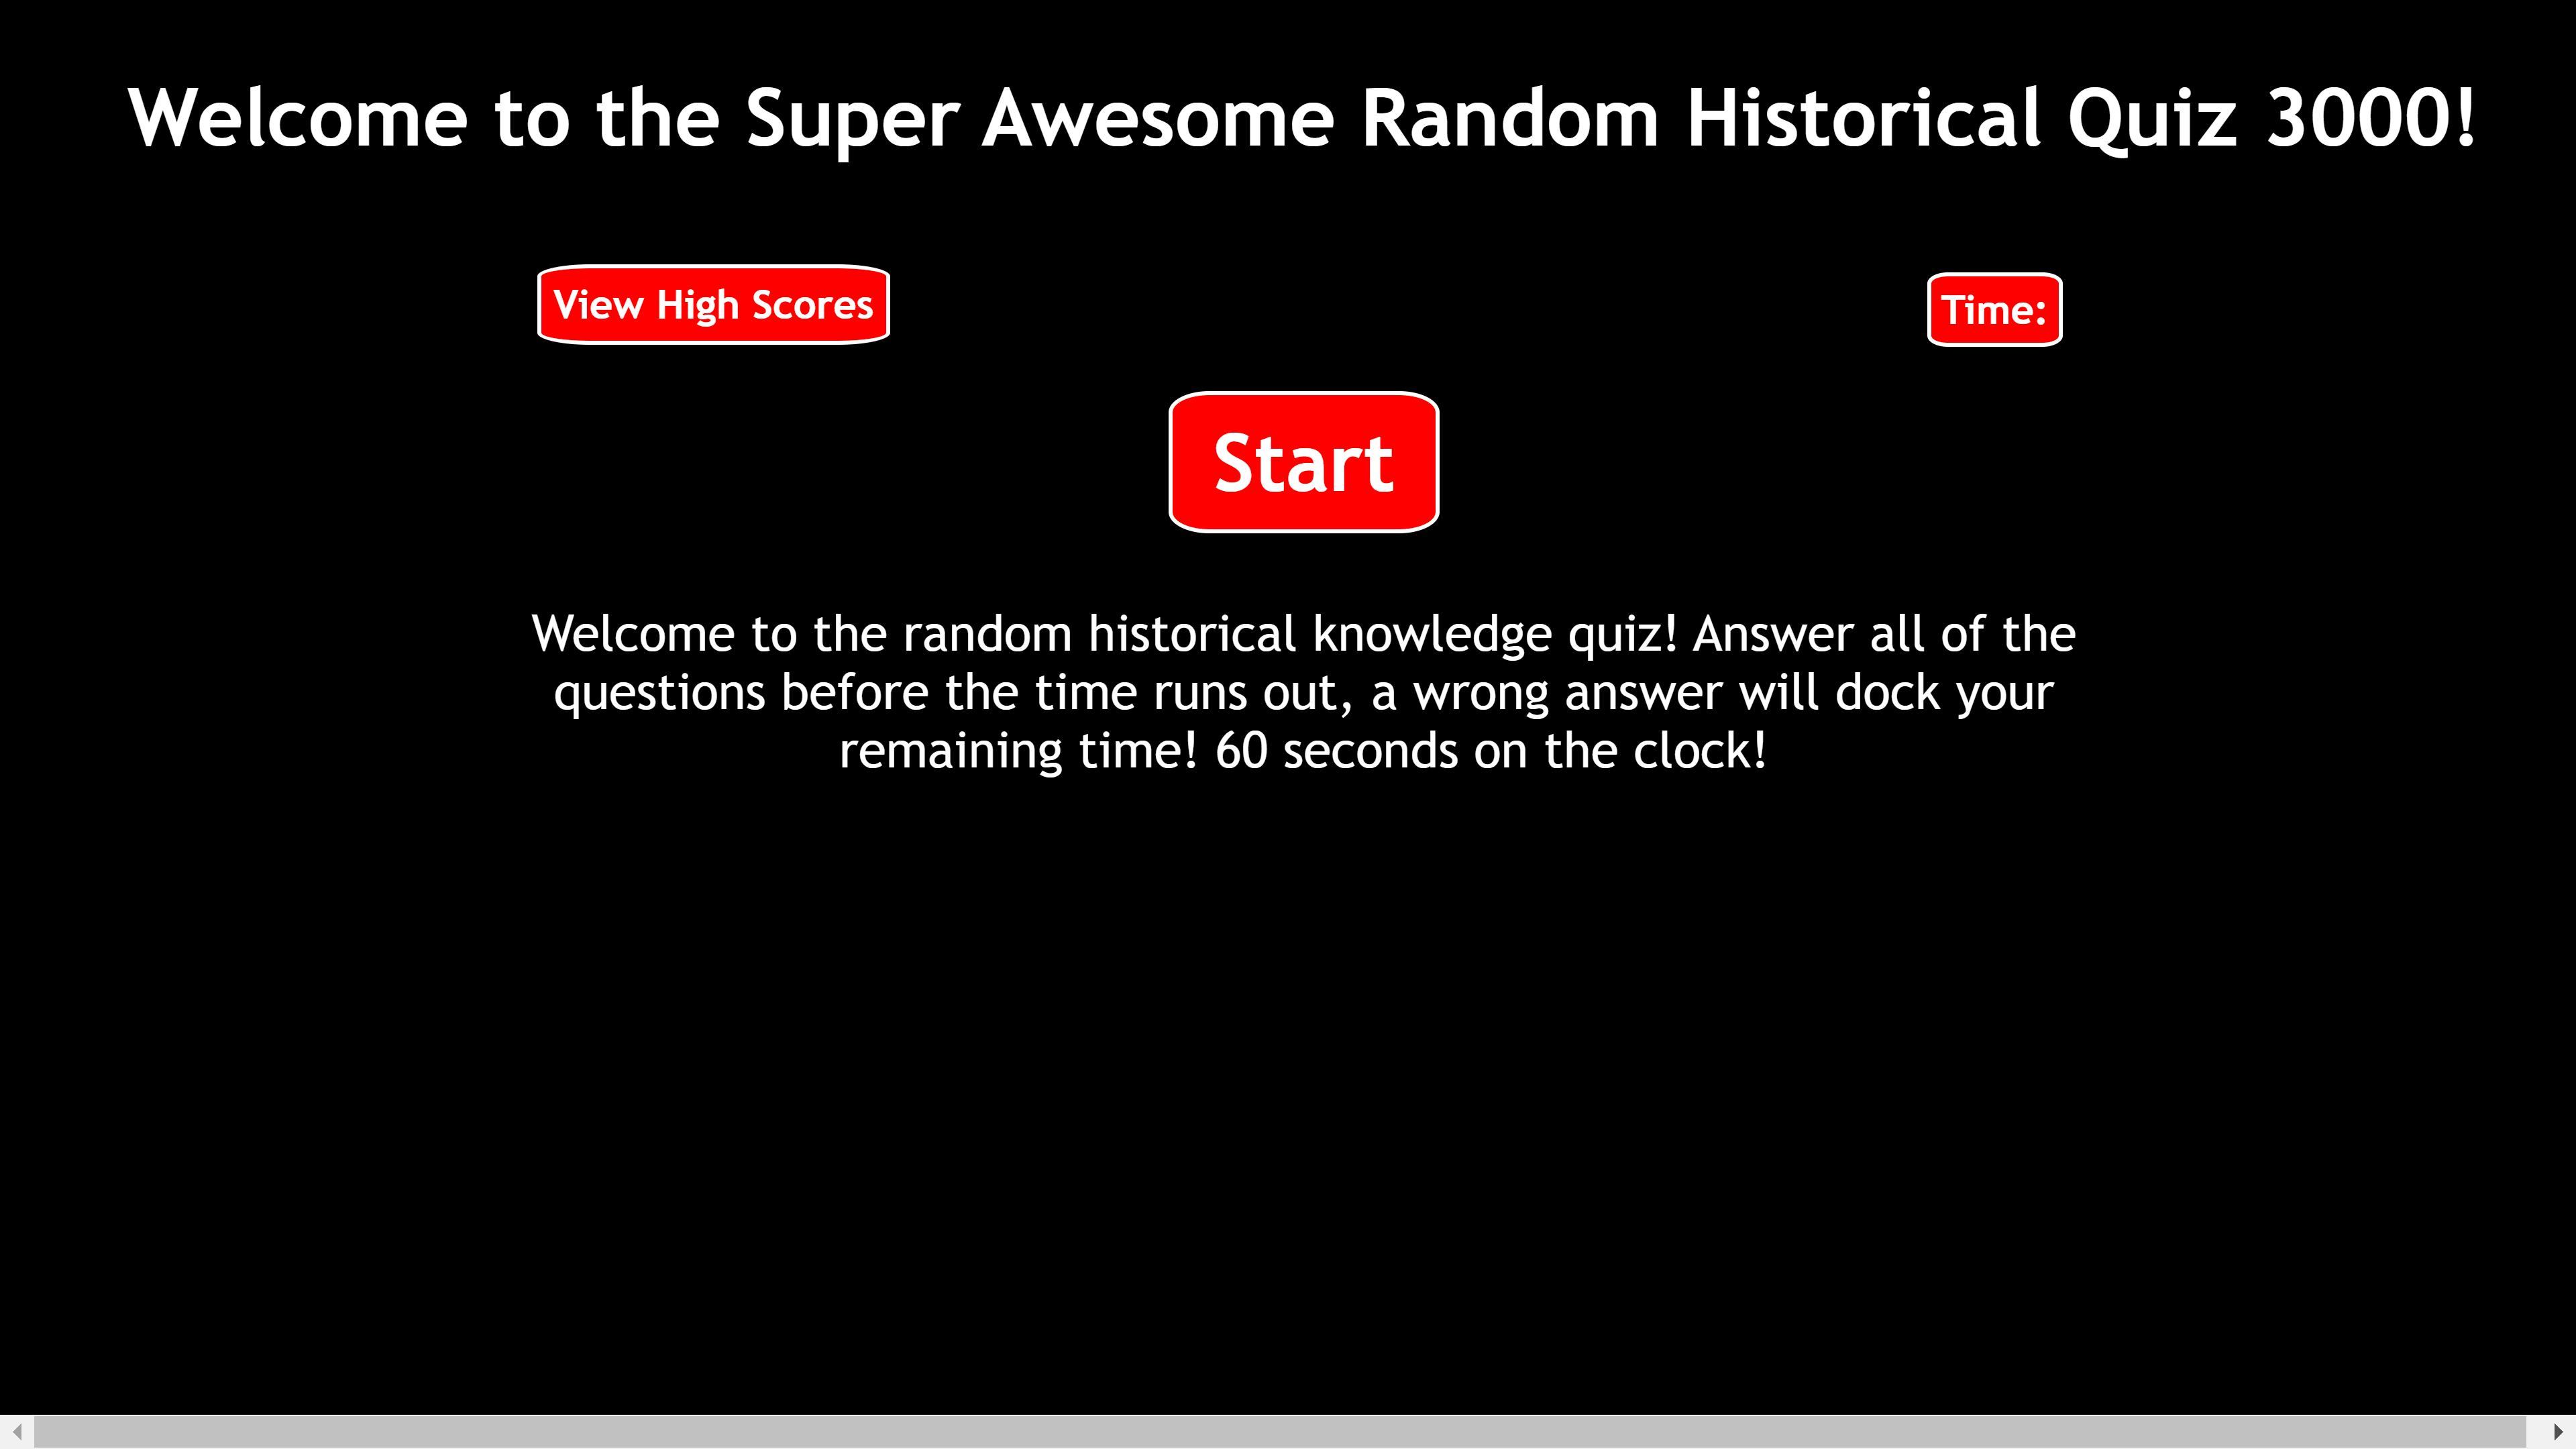 Welcome to the Super Awesome Random Historical Quiz 3000!
View High Scores
Time:
Start
Welcome to the random historical knowledge quiz! Answer all of the
questions before the time runs out, a wrong answer will dock your
remaining time! 60 seconds on the clock!